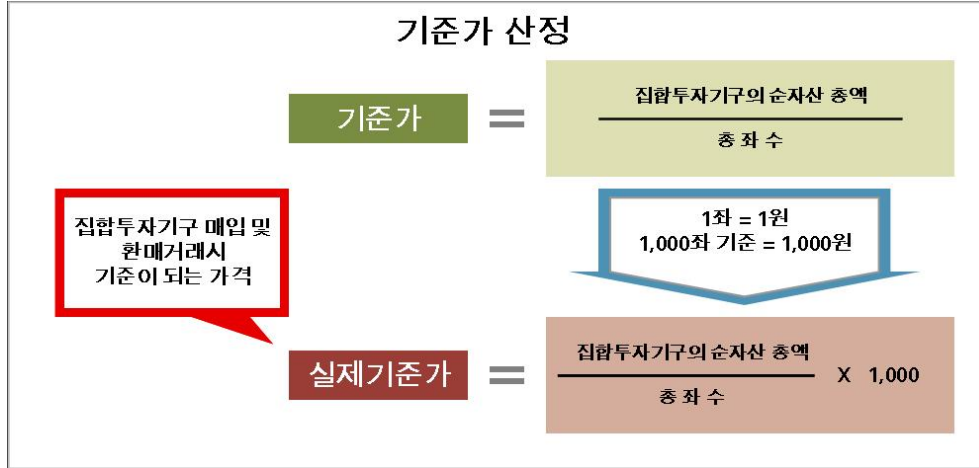 기준가 산정
기준가
=
집합투자기구의 순자산 총액
총 좌 수
집합투자기구 매입 및
환매거래시
기준이 되는 가격
1좌 = 1원
1,000좌 기준 = 1,000원
실제기준가
=
집합투자기구의 순자산 총액
총 좌 수
X 1,000